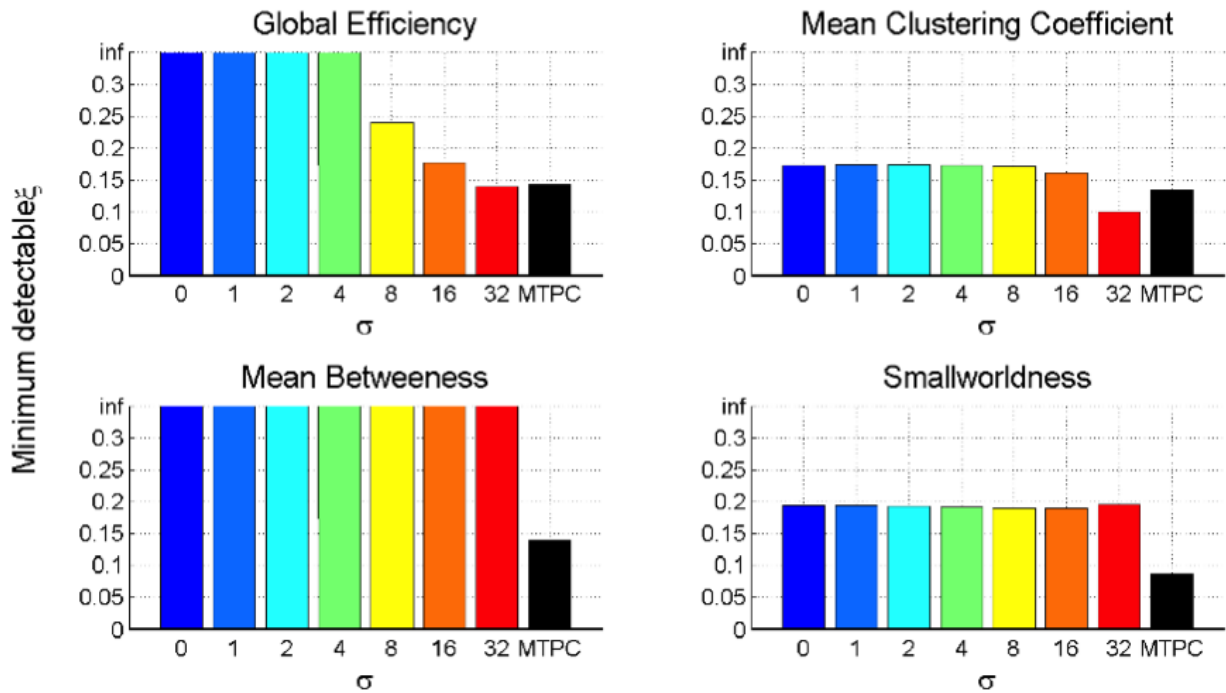 Global Efficiency
inf
0.3
0.25
0.2
0.15
0.1
0.05
0
0 1 2 4 8 16 32 MTPC
σ
Mean Clustering Coefficient
inf
0.3
0.25
0.2
0.15
0.1
0.05
0
0 1 2 4 8 16 32 MTPC
σ
Minimum detectableξ
Mean Betweeness
inf
0.3
0.25
0.2
0.15
0.1
0.05
0
0 1 2 4 8 16 32 MTPC
σ
Smallworldness
inf
0.3
0.25
0.2
0.15
0.1
0.05
0
0 1 2 4 8 16 32 MTPC
σ